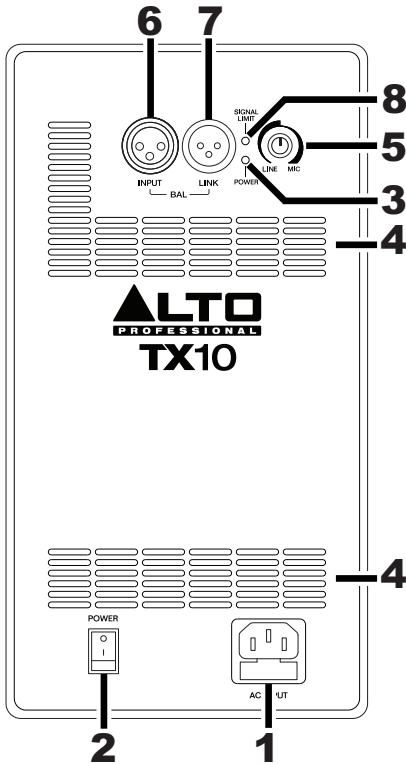 6 7
SIGNAL
LIMIT
8
5
INPUT LINK
BAL
POWER
LINE MIC
3
4
ALTO
PROFESSIONAL
TX10
4
POWER
I
AC
2 1